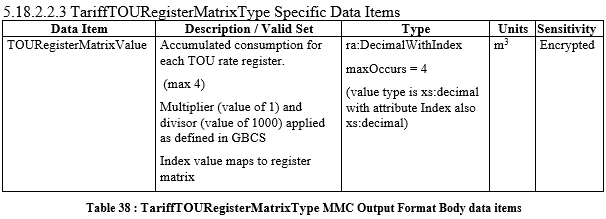 5.18.2.2.3 TariffTOURegisterMatrixType Specific Data Items
Data Item
Description / Valid Set
Type
Units
Sensitivity
TOURegisterMatrixValue
Accumulated consumption for
each TOU rate register.
(max 4)
Multiplier (value of 1) and
divisor (value of 1000) applied
as defined in GBCS
Index value maps to register
matrix
ra:DecimalWithIndex
maxOccurs = 4
(value type is xs:decimal
with attribute Index also
xs:decimal)
m³
Encrypted
Table 38 : TariffTOURegisterMatrixType MMC Output Format Body data items